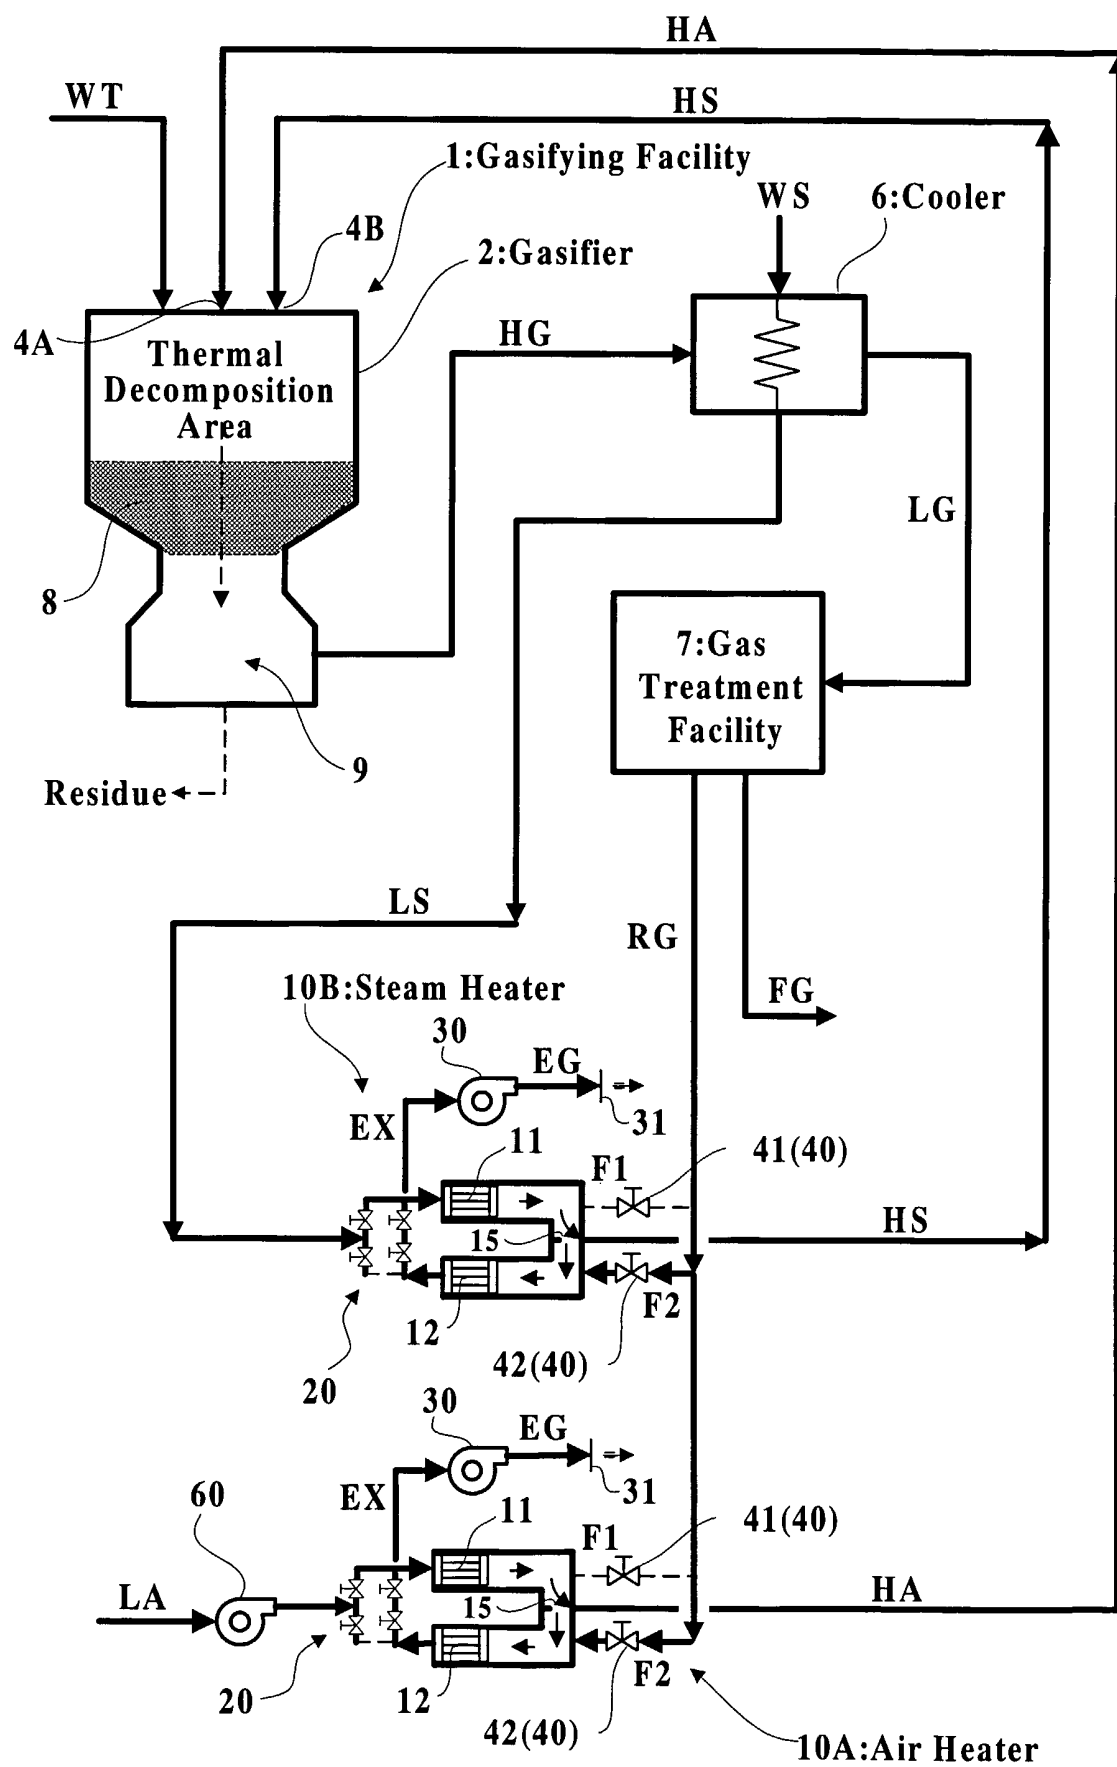 HA
WT
HS
1:Gasifying Facility
WS
6:Cooler
4B
2:Gasifier
4A
HG
Thermal
Decomposition
Area
LG
8
7:Gas
Treatment
Facility
9
Residue
LS
RG
10B:Steam Heater
FG
30
EG
EX
31
11
F1
41(40)
15
HS
12
F2
42(40)
20
30
EG
60
EX
31
11
F1
41(40)
LA
15
HA
12
F2
20
42(40)
10A:Air Heater